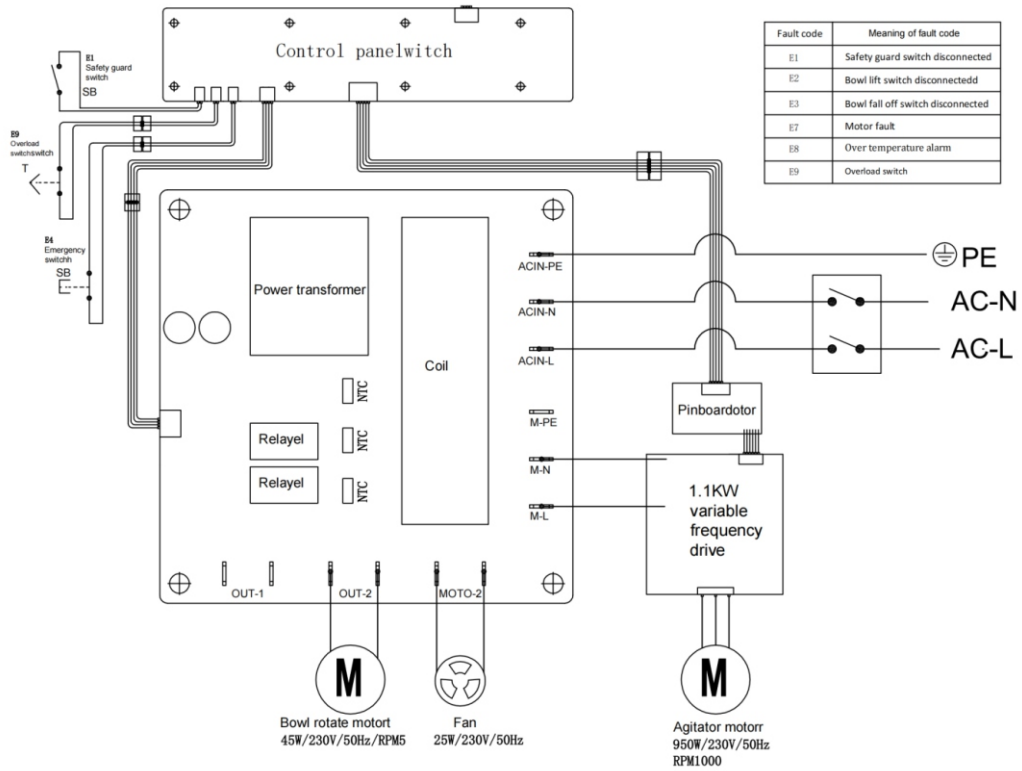 Control panelwitch
Fault code Meaning of fault code
E1 Safety guard switch disconnected
E2 Bowl lift switch disconnectedd
E3 Bowl fall off switch disconnected
E7 Motor fault
E8 Over temperature alarm
E9 Overload switch
E1
Safety guard
switch
SB
E9
Overload
switchswitch
T
E4
Emergency
switchh
SB
Power transformer
Coil
NTC
NTC
NTC
Relayel
Relayel
ACIN-PE
ACIN-N
ACIN-L
M-PE
M-N
M-L
PE
AC-N
AC-L
Pinboardotor
1.1KW
variable
frequency
drive
OUT-1
OUT-2
MOTO-2
M
M
Bowl rotate motort
45W/230V/50Hz/RPM5
Fan
25W/230V/50Hz
Agitator motorr
950W/230V/50Hz
RPM1000